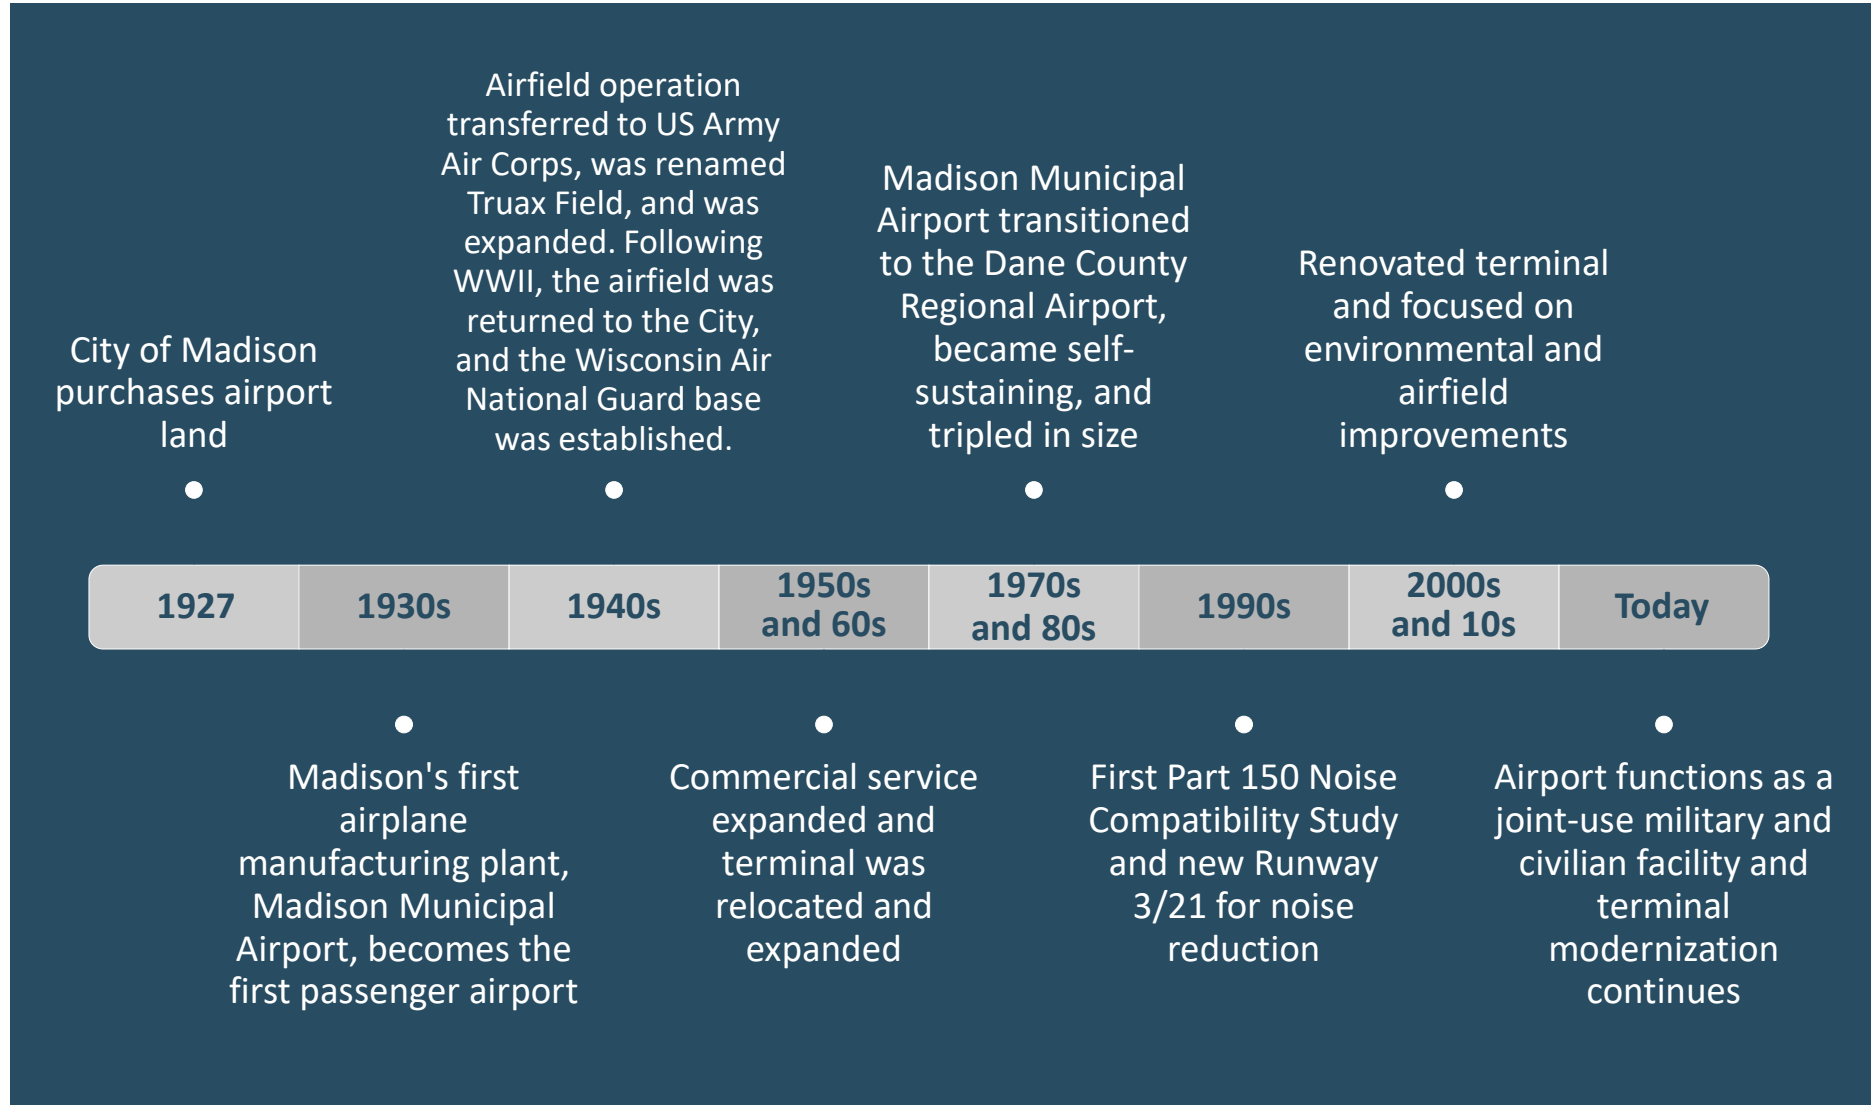 City of Madison
purchases airport
land
Airfield operation
transferred to US Army
Air Corps, was renamed
Truax Field, and was
expanded. Following
WWII, the airfield was
returned to the City,
and the Wisconsin Air
National Guard base
was established.
Madison Municipal
Airport transitioned
to the Dane County
Regional Airport,
became self-
sustaining, and
tripled in size
Renovated terminal
and focused on
environmental and
airfield
improvements
1927
1930s
1940s
1950s
and 60s
1970s
and 80s
1990s
2000s
and 10s
Today
Madison's first
airplane
manufacturing plant,
Madison Municipal
Airport, becomes the
first passenger airport
Commercial service
expanded and
terminal was
relocated and
expanded
First Part 150 Noise
Compatibility Study
and new Runway
3/21 for noise
reduction
Airport functions as a
joint-use military and
civilian facility and
terminal
modernization
continues